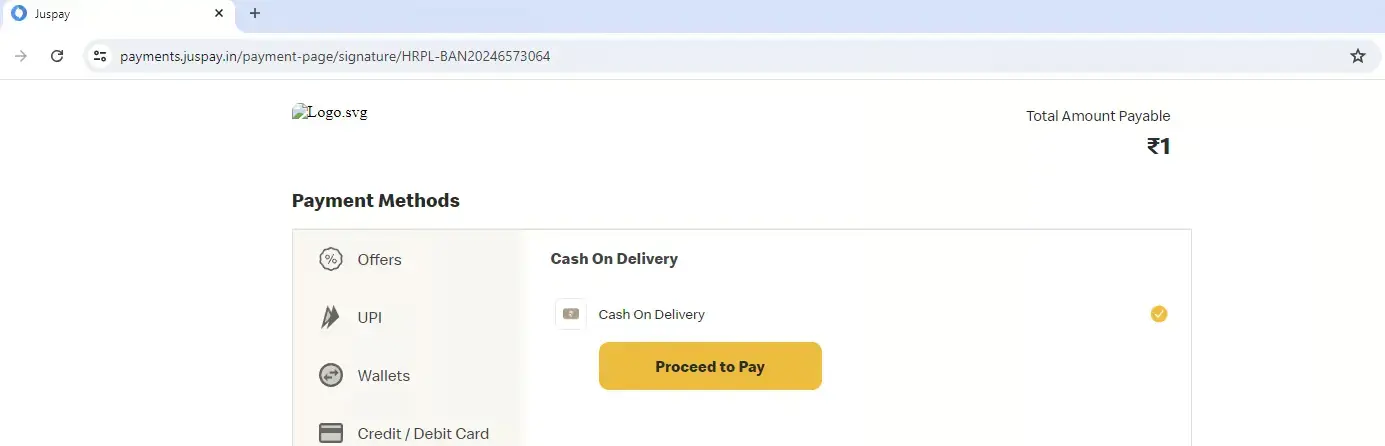 Juspay
payments.juspay.in/payment-page/signature/HRPL-BAN20246573064
Logo.svg
Total Amount Payable
₹1
Payment Methods
Offers
UPI
Wallets
Credit / Debit Card
Cash On Delivery
Cash On Delivery
Proceed to Pay